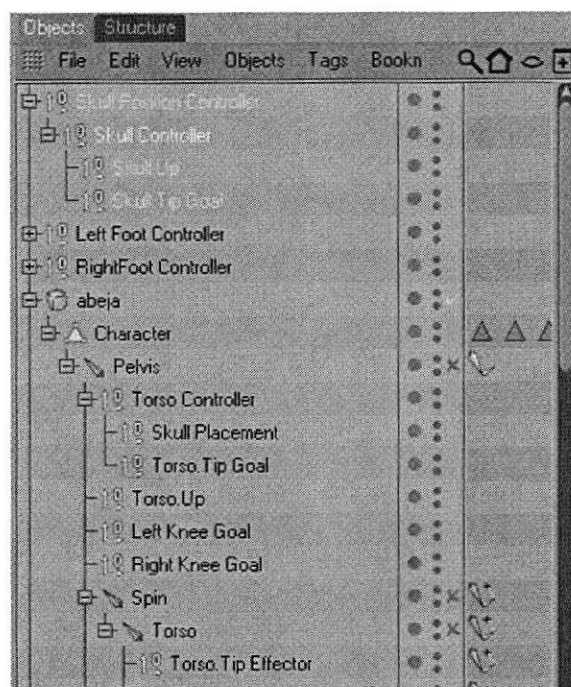 Objects Structure
File Edit View Objects Tags Bookn
Skull Position Controller
Skull Controller
Skull Up
Skull Tip Goal
Left Foot Controller
RightFoot Controller
abeja
Character
Pelvis
Torso Controller
Skull Placement
Torso.Tip Goal
Torso.Up
Left Knee Goal
Right Knee Goal
Spin
Torso
Torso.Tip Effector